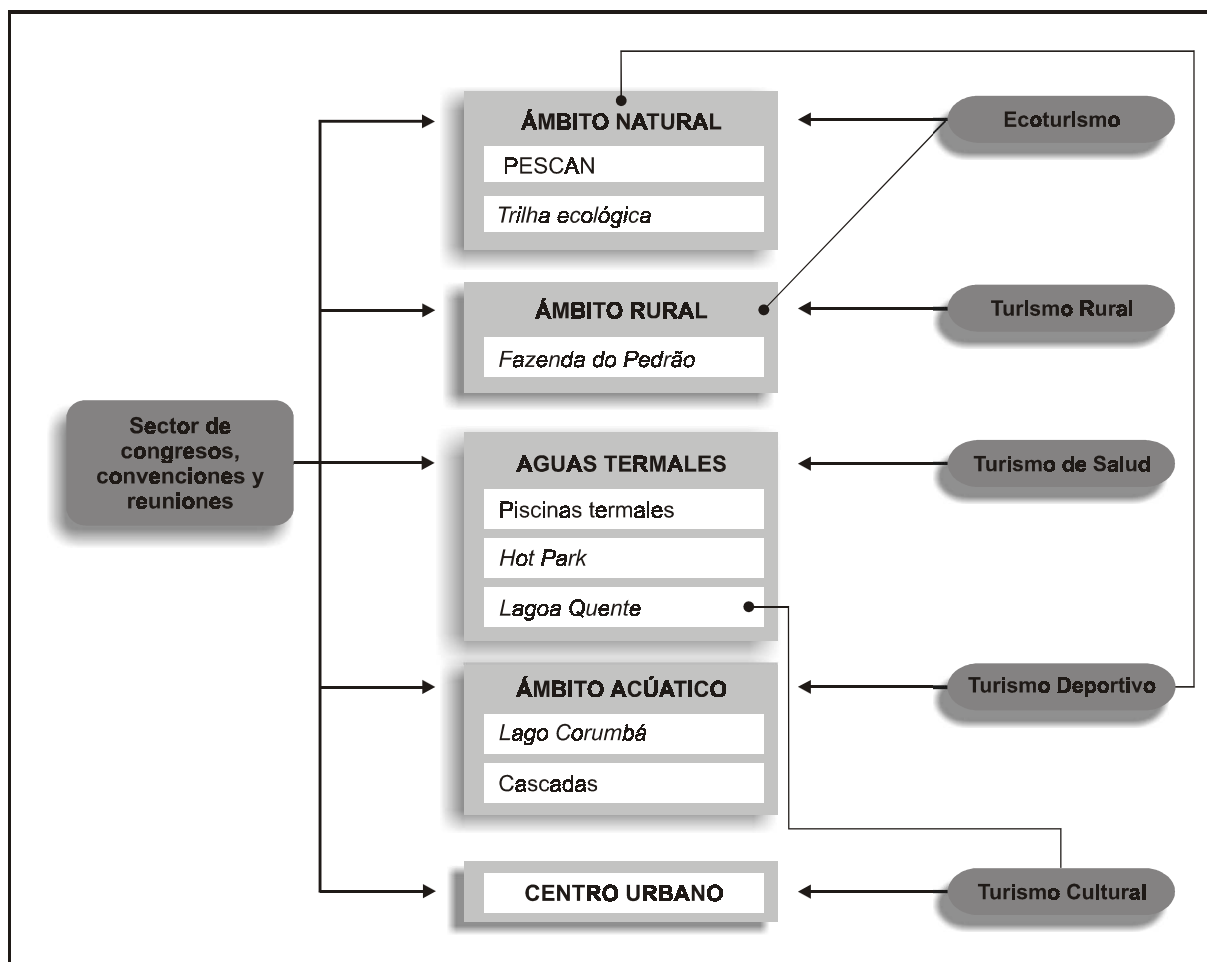 ÁMBITO NATURAL
PESCAN
Trilha ecológica
Ecoturismo
ÁMBITO RURAL
Fazenda do Pedrão
Turismo Rural
Sector de
congresos,
convenciones y
reuniones
AGUAS TERMALES
Piscinas termales
Hot Park
Lagoa Quente
Turismo de Salud
ÁMBITO ACÚATICO
Lago Corumbá
Cascadas
Turismo Deportivo
CENTRO URBANO
Turismo Cultural